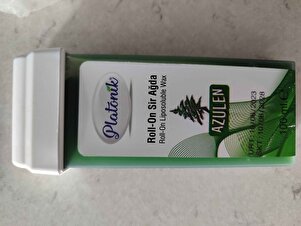 Platonik
Roll-On Sir Ağda
Roll-On Liposoluble Wax
AZULEN